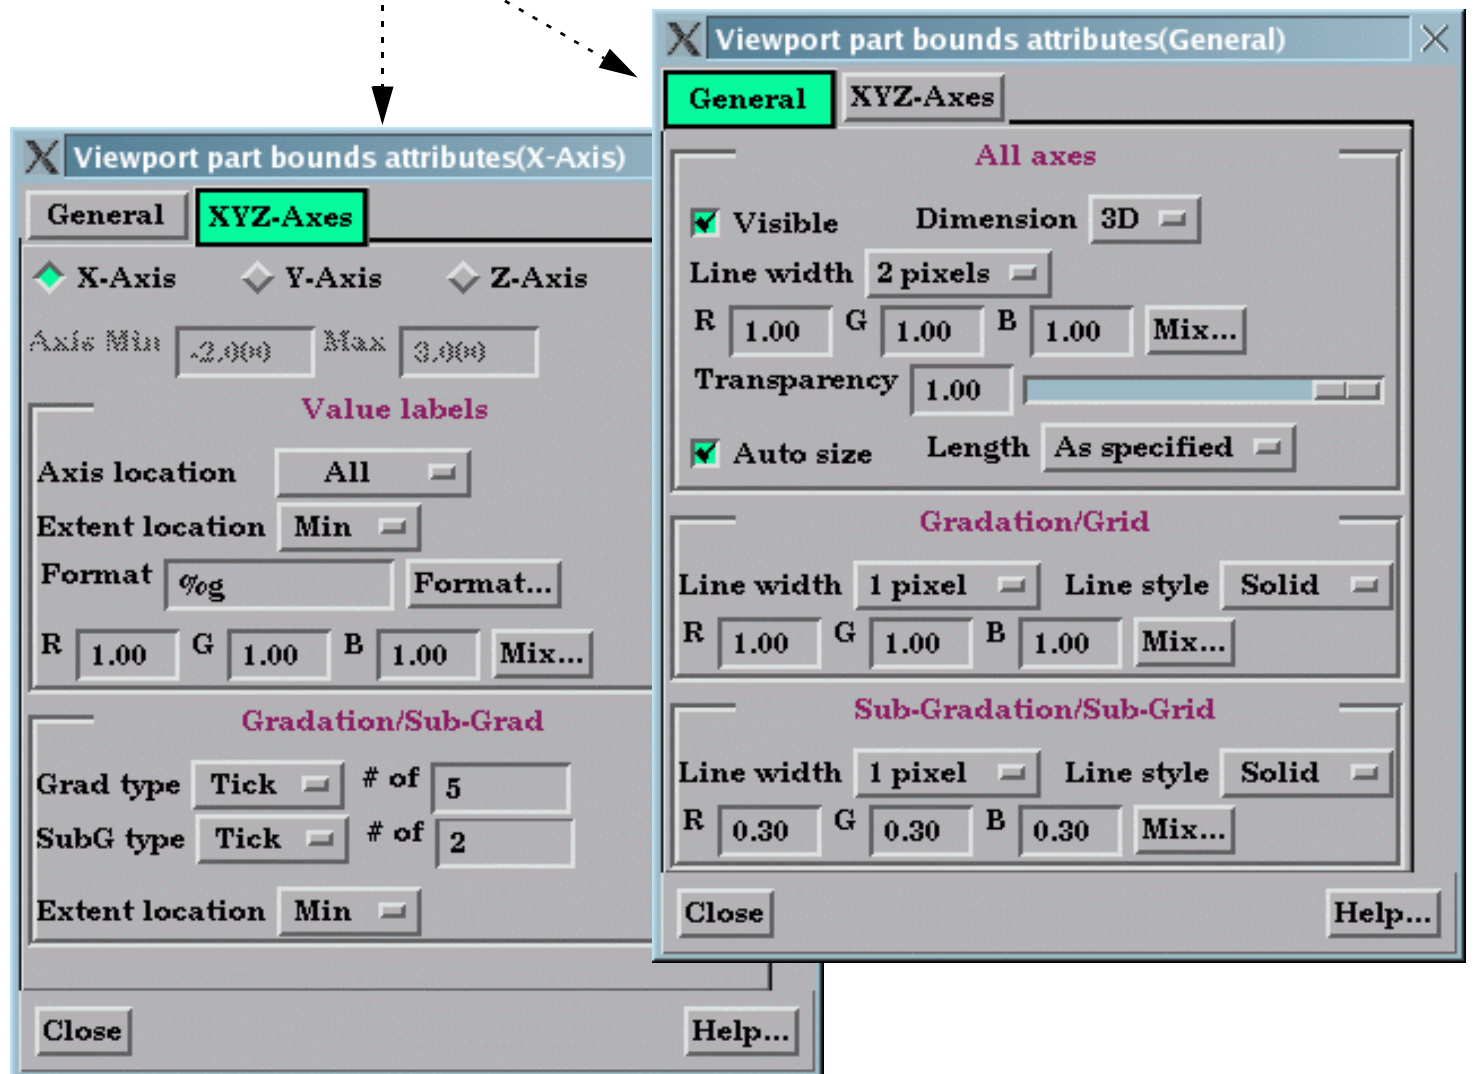 Viewport part bounds attributes(X-Axis)
General XYZ-Axes
X-Axis Y-Axis Z-Axis
Axis Min -2.000 Max 3.000
Value labels
Axis location All
Extent location Min
Format %g Format...
R 1.00 G 1.00 B 1.00 Mix...
Gradation/Sub-Grad
Grad type Tick # of 5
SubG type Tick # of 2
Extent location Min
Close Help...
Viewport part bounds attributes(General)
General XYZ-Axes
All axes
Visible Dimension 3D
Line width 2 pixels
R 1.00 G 1.00 B 1.00 Mix...
Transparency 1.00
Auto size Length As specified
Gradation/Grid
Line width 1 pixel Line style Solid
R 1.00 G 1.00 B 1.00 Mix...
Sub-Gradation/Sub-Grid
Line width 1 pixel Line style Solid
R 0.30 G 0.30 B 0.30 Mix...
Close Help...